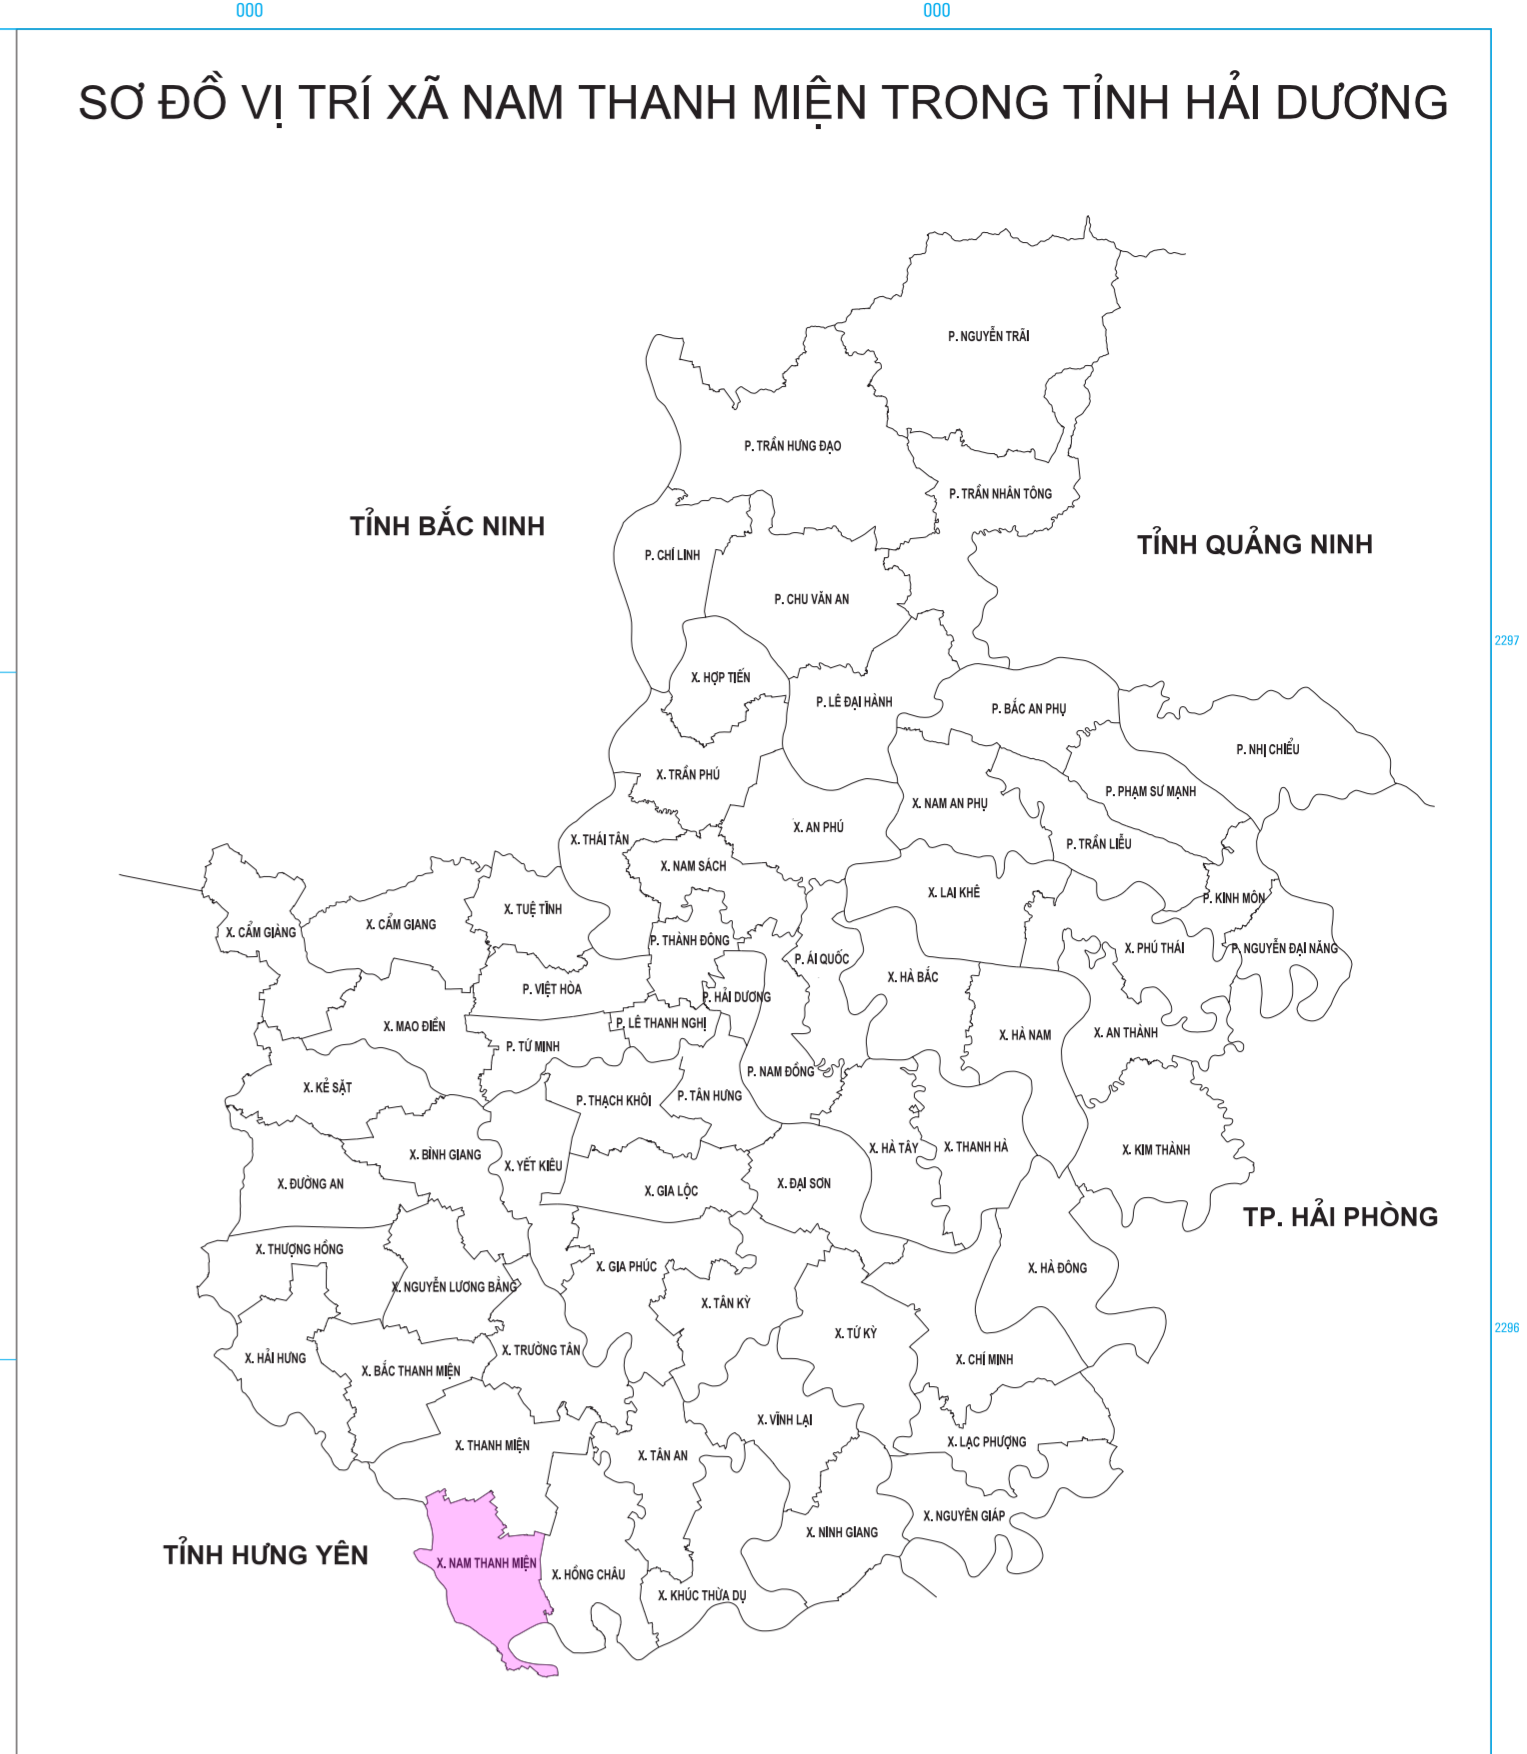 000
000
SƠ ĐỒ VỊ TRÍ XÃ NAM THANH MIỆN TRONG TỈNH HẢI DƯƠNG
P. NGUYỄN TRÃI
P. TRẦN HƯNG ĐẠO
P. TRẦN NHÂN TÔNG
TỈNH BẮC NINH
TỈNH QUẢNG NINH
P. CHÍ LINH
P. CHU VĂN AN
2297
X. HỢP TIẾN
P. LÊ ĐẠI HÀNH
P. BẮC AN PHỤ
P. NHỊ CHIỂU
X. TRẦN PHÚ
P. PHẠM SƯ MẠNH
X. NAM AN PHỤ
X. AN PHÚ
X. THÁI TÂN
P. TRẦN LIỄU
X. NAM SÁCH
X. LAI KHÊ
P. KINH MÔN
X. TUỆ TĨNH
X. CẨM GIANG
X. CẨM GIÀNG
P. THÀNH ĐÔNG
X. PHÚ THÁI
P. NGUYỄN ĐẠI NĂNG
P. ÁI QUỐC
X. HÀ BẮC
P. VIỆT HÒA
P. HẢI DƯƠNG
X. MAO ĐIỀN
P. LÊ THANH NGHỊ
X. HÀ NAM
X. AN THÀNH
P. TỨ MINH
P. NAM ĐỒNG
X. KẺ SẶT
P. THẠCH KHÔI
P. TÂN HƯNG
X. BÌNH GIANG
X. YẾT KIÊU
X. HÀ TÂY
X. THANH HÀ
X. KIM THÀNH
X. ĐƯỜNG AN
X. GIA LỘC
X. ĐẠI SƠN
TP. HẢI PHÒNG
X. THƯỢNG HỒNG
X. GIA PHÚC
X. HÀ ĐÔNG
X. NGUYỄN LƯƠNG BẰNG
X. TÂN KỲ
2296
X. TỨ KỲ
X. HẢI HƯNG
X. TRƯỜNG TÂN
X. CHÍ MINH
X. BẮC THANH MIỆN
X. VĨNH LẠI
X. THANH MIỆN
X. LẠC PHƯỢNG
X. TÂN AN
X. NGUYÊN GIÁP
X. NINH GIANG
TỈNH HƯNG YÊN
X. NAM THANH MIỆN
X. HỒNG CHÂU
X. KHÚC THỪA DỤ